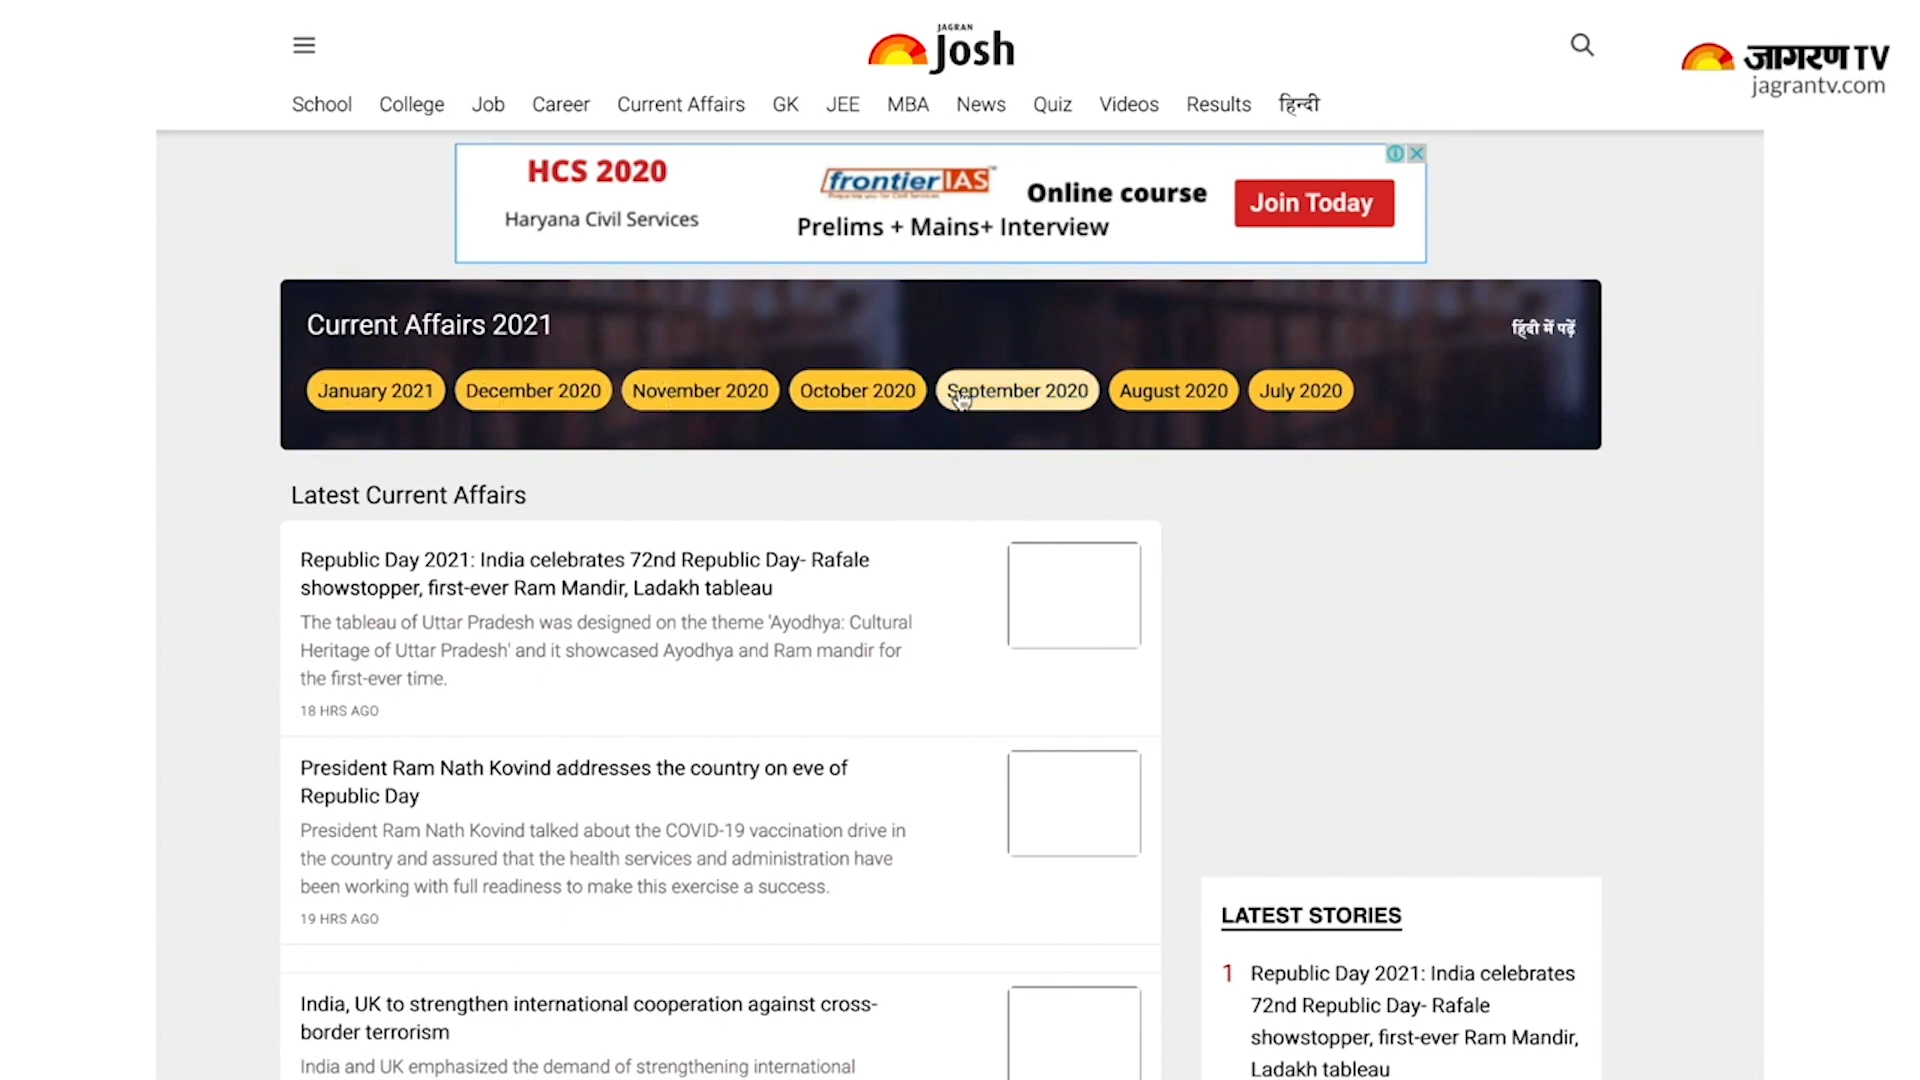 JAGRAN
Josh
जागरण TV
jagrantv.com
School College Job Career Current Affairs GK JEE MBA News Quiz Videos Results हिन्दी
HCS 2020
Haryana Civil Services
frontier IAS
Online course
Prelims + Mains+ Interview
Join Today
Current Affairs 2021
हिंदी में पढ़ें
January 2021 December 2020 November 2020 October 2020 September 2020 August 2020 July 2020
Latest Current Affairs
Republic Day 2021: India celebrates 72nd Republic Day- Rafale
showstopper, first-ever Ram Mandir, Ladakh tableau
The tableau of Uttar Pradesh was designed on the theme 'Ayodhya: Cultural
Heritage of Uttar Pradesh' and it showcased Ayodhya and Ram mandir for
the first-ever time.
18 HRS AGO
President Ram Nath Kovind addresses the country on eve of
Republic Day
President Ram Nath Kovind talked about the COVID-19 vaccination drive in
the country and assured that the health services and administration have
been working with full readiness to make this exercise a success.
19 HRS AGO
India, UK to strengthen international cooperation against cross-
border terrorism
India and UK emphasized the demand of strengthening international
LATEST STORIES
1 Republic Day 2021: India celebrates
72nd Republic Day- Rafale
showstopper, first-ever Ram Mandir,
Ladakh tableau